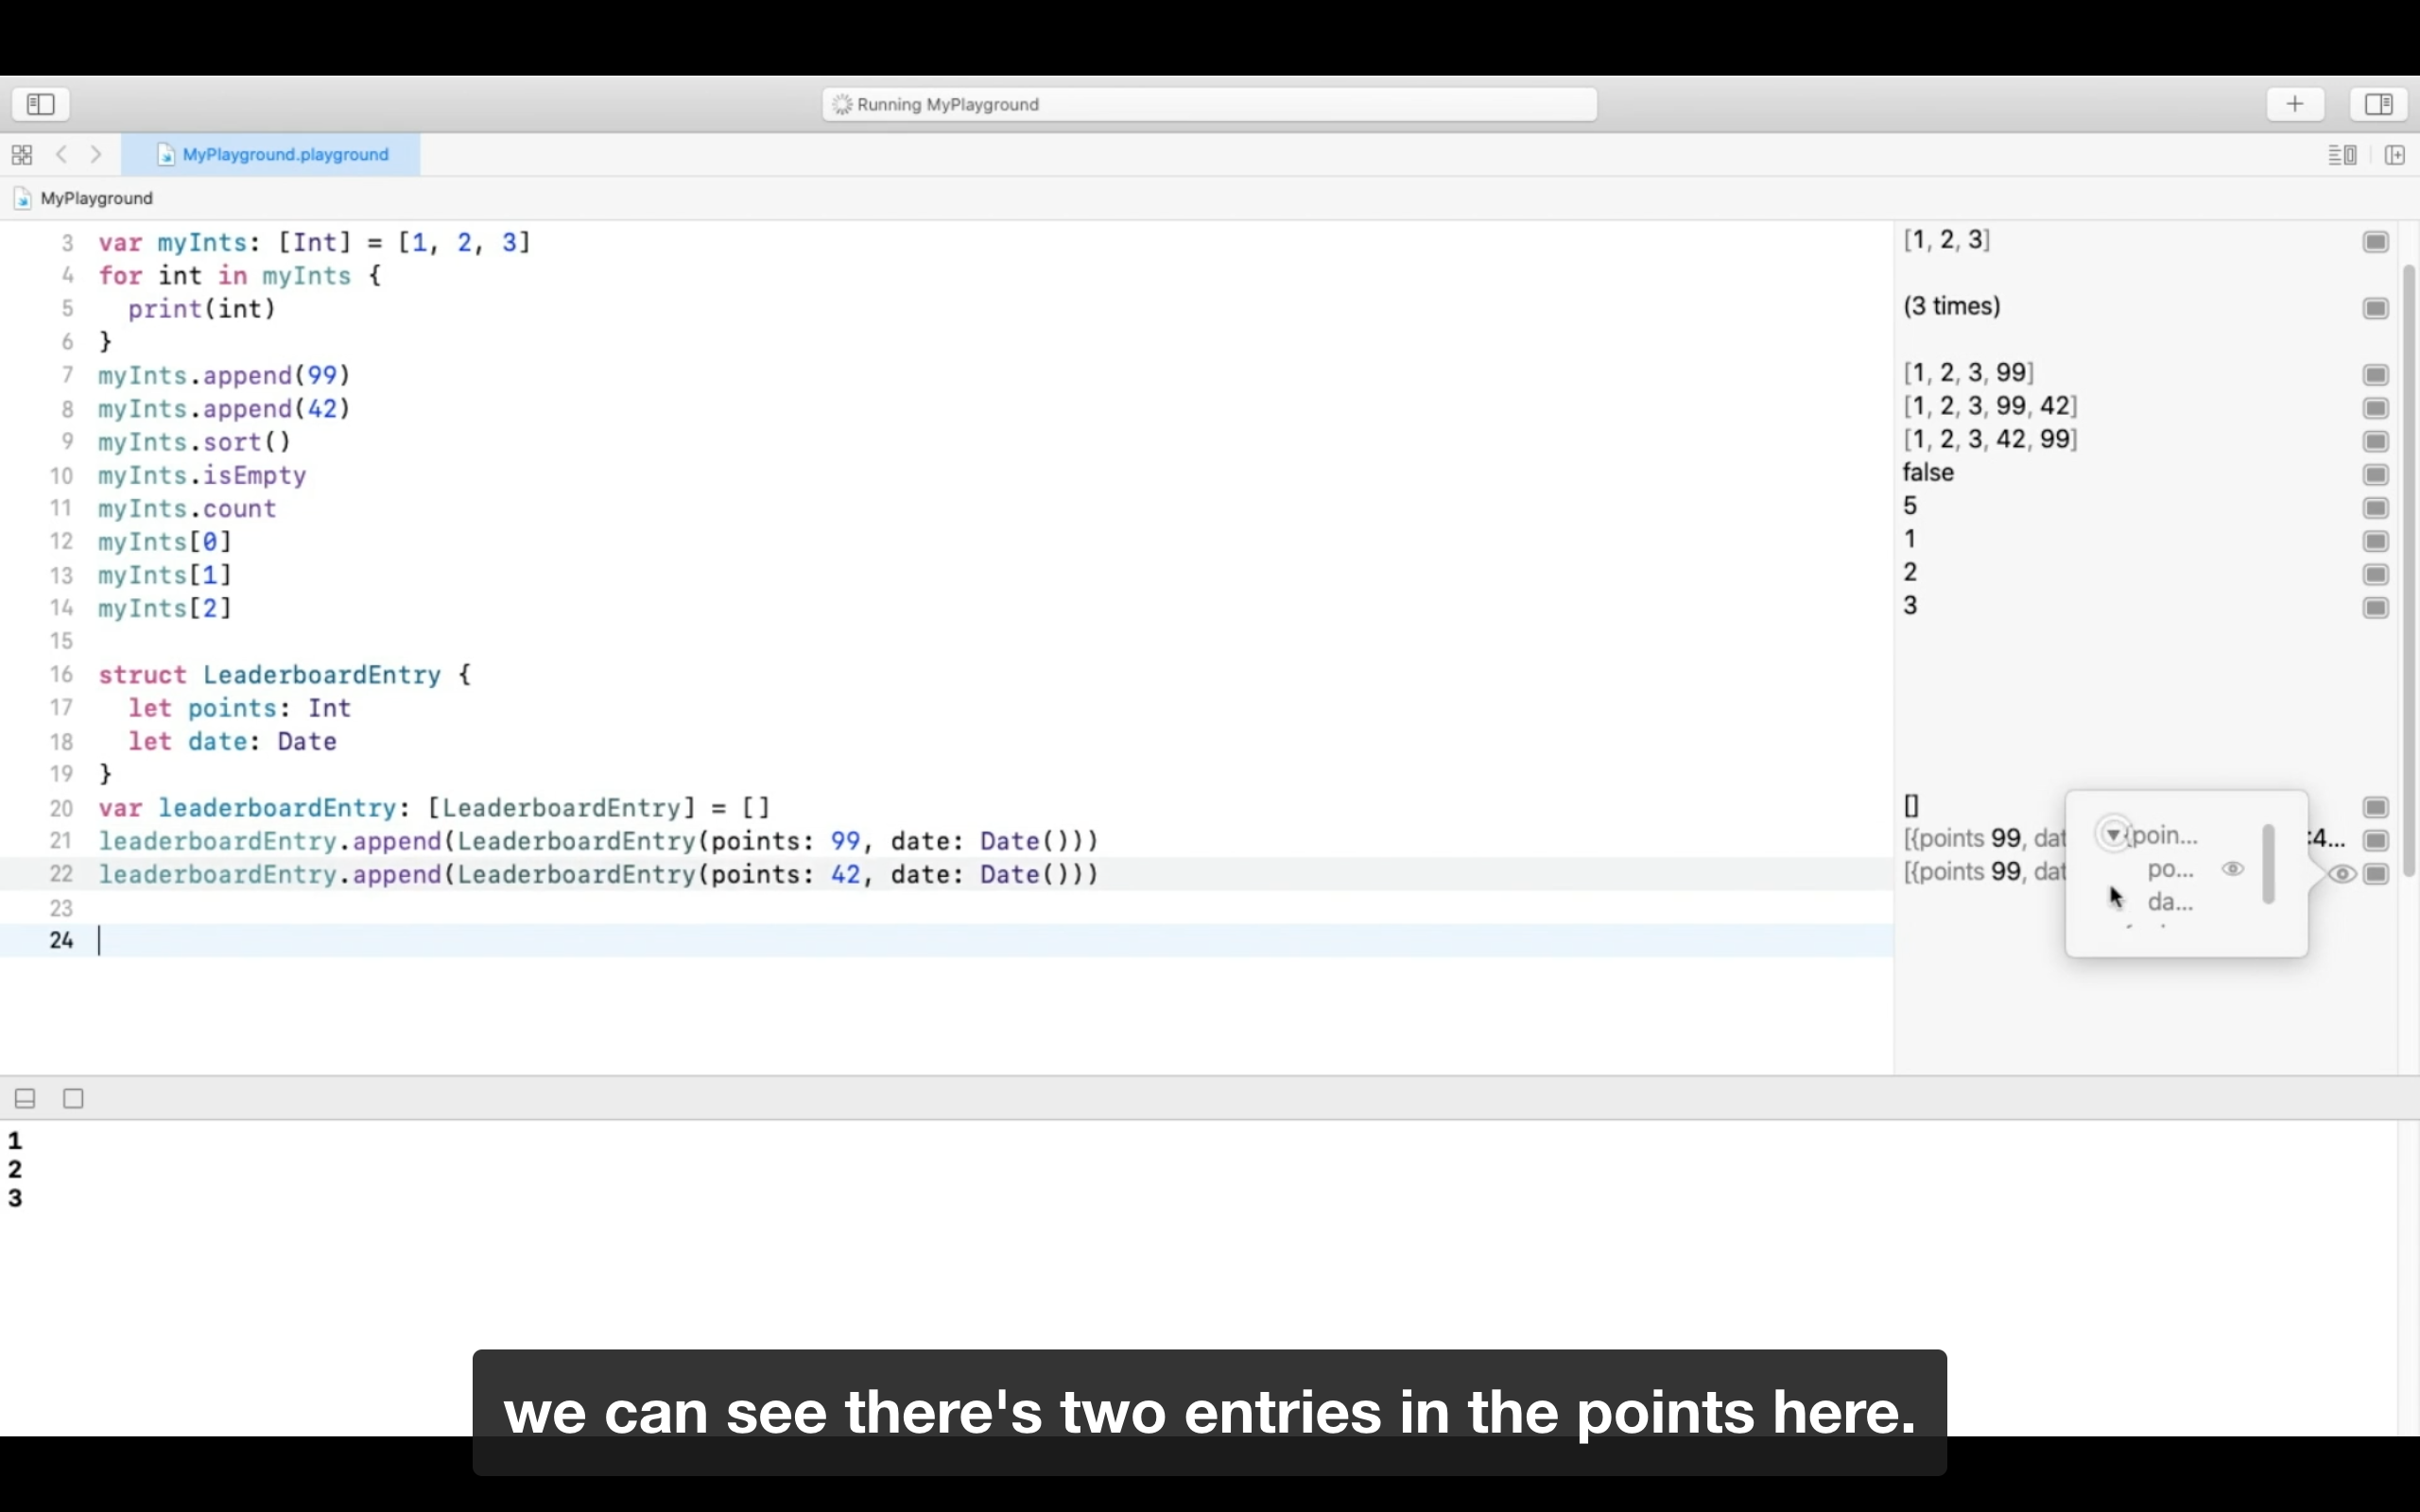 Running MyPlayground
MyPlayground.playground
MyPlayground
3 var myInts: [Int] = [1, 2, 3] [1, 2, 3]
4 for int in myInts {
5 print(int) (3 times)
6 }
7 myInts.append(99) [1, 2, 3, 99]
8 myInts.append(42) [1, 2, 3, 99, 42]
9 myInts.sort() [1, 2, 3, 42, 99]
10 myInts.isEmpty false
11 myInts.count 5
12 myInts[0] 1
13 myInts[1] 2
14 myInts[2] 3
15
16 struct LeaderboardEntry {
17 let points: Int
18 let date: Date
19 }
20 var leaderboardEntry: [LeaderboardEntry] = [] []
21 leaderboardEntry.append(LeaderboardEntry(points: 99, date: Date())) [{points 99, dat {poin... :4...
22 leaderboardEntry.append(LeaderboardEntry(points: 42, date: Date())) [{points 99, dat po...
23 da...
24
1
2
3
we can see there's two entries in the points here.